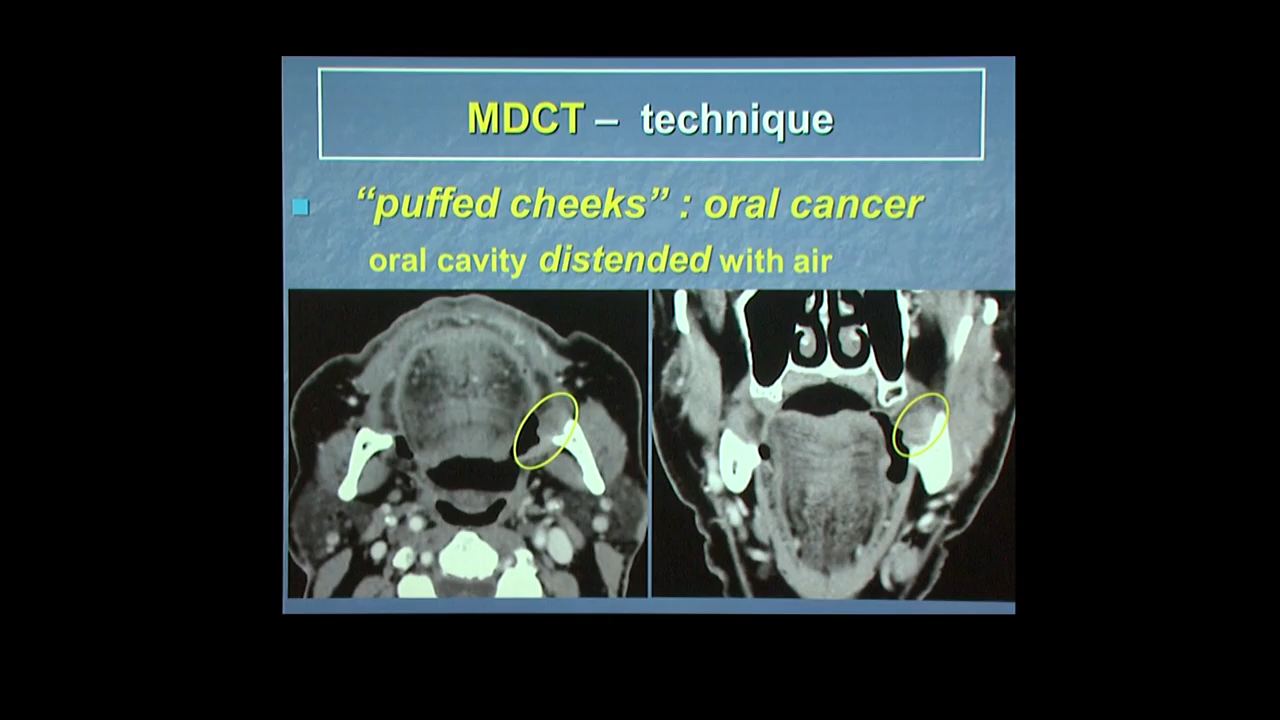 MDCT – technique
“puffed cheeks” : oral cancer
oral cavity distended with air